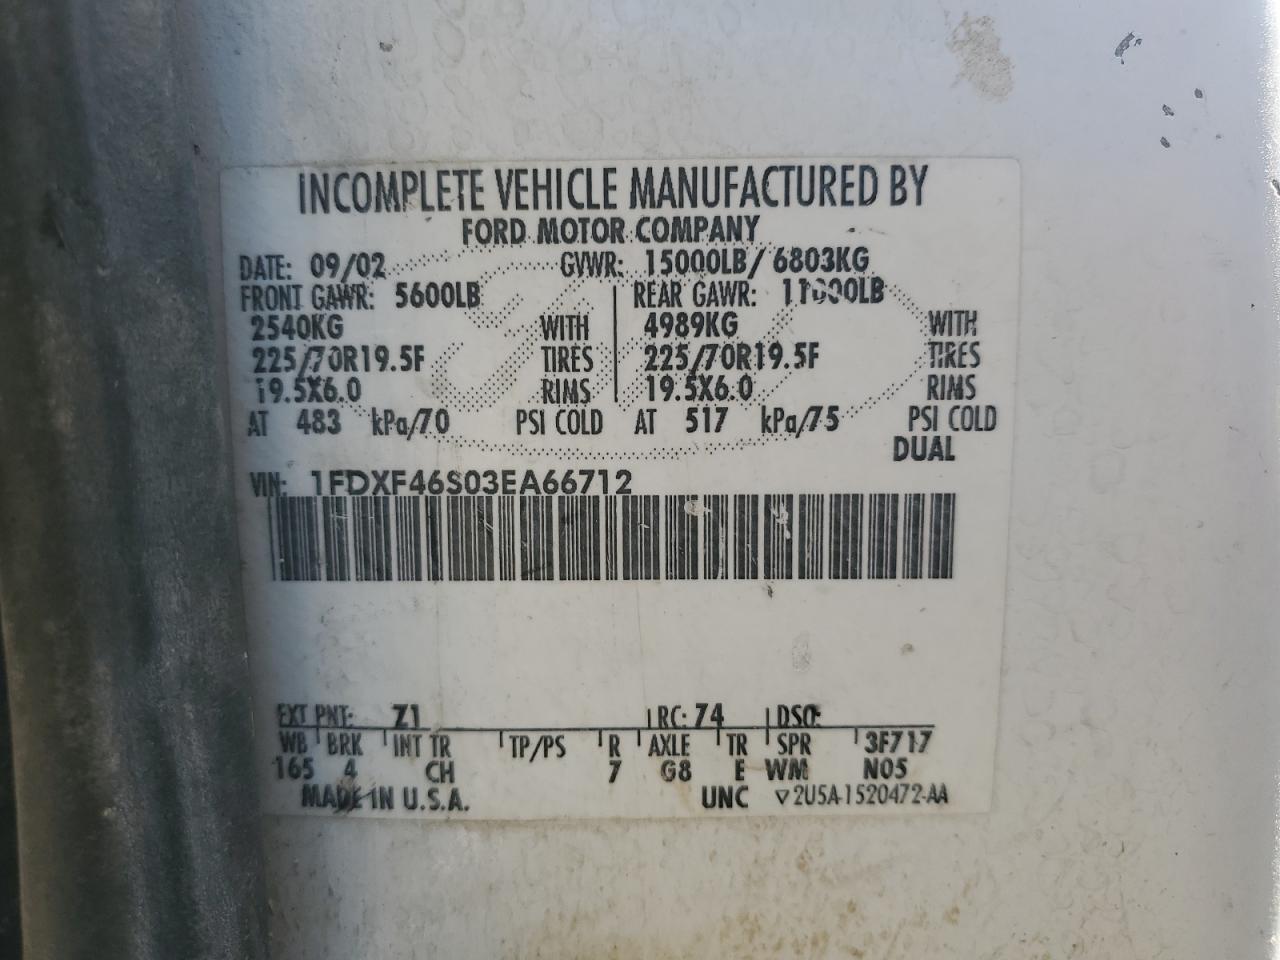 INCOMPLETE VEHICLE MANUFACTURED BY
FORD MOTOR COMPANY
DATE: 09/02 GVWR: 15000LB/ 6803KG
FRONT GAWR: 5600LB REAR GAWR: 11000LB
2540KG WITH 4989KG WITH
225/70R19.5F TIRES 225/70R19.5F TIRES
19.5X6.0 RIMS 19.5X6.0 RIMS
AT 483 kPa/70 PSI COLD AT 517 kPa/75 PSI COLD
DUAL
VIN: 1FDXF46S03EA66712
EXT PNT: Z1 RC: 74 DSO:
WB BRK INT TR TP/PS R AXLE TR SPR 3F717
165 4 CH 7 G8 E WM N05
MADE IN U.S.A. UNC ▽2U5A-1520472-AA